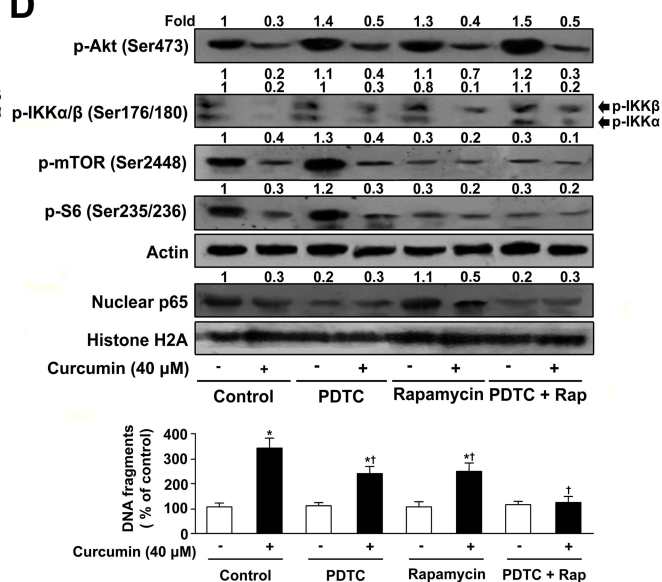 D
Fold 1 0.3 1.4 0.5 1.3 0.4 1.5 0.5
p-Akt (Ser473)
1 0.2 1.1 0.4 1.1 0.7 1.2 0.3
1 0.2 1 0.3 0.8 0.1 1.1 0.2
p-IKKα/β (Ser176/180)
p-IKKβ
p-IKKα
1 0.4 1.3 0.4 0.3 0.2 0.3 0.1
p-mTOR (Ser2448)
1 0.3 1.2 0.3 0.3 0.2 0.3 0.2
p-S6 (Ser235/236)
Actin
1 0.3 0.2 0.3 1.1 0.5 0.2 0.3
Nuclear p65
Histone H2A
Curcumin (40 µM) - + - + - + - +
Control PDTC Rapamycin PDTC + Rap
DNA fragments
( % of control)
400
300
200
100
0
* *† *† †
Curcumin (40 µM) - + - + - + - +
Control PDTC Rapamycin PDTC + Rap